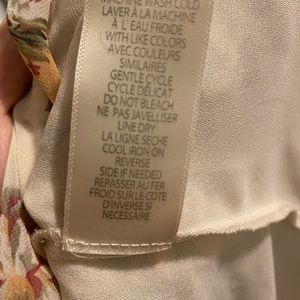 MACHINE WASH COLD
LAVER À LA MACHINE
À L'EAU FROIDE
WITH LIKE COLORS
AVEC COULEURS
SIMILAIRES
GENTLE CYCLE
CYCLE DÉLICAT
DO NOT BLEACH
NE PAS JAVELLISER
LINE DRY
LA LIGNE SECHE
COOL IRON ON
REVERSE
SIDE IF NEEDED
REPASSER AU FER
FROID SUR LE COTE
D'INVERSE SI
NECESSAIRE